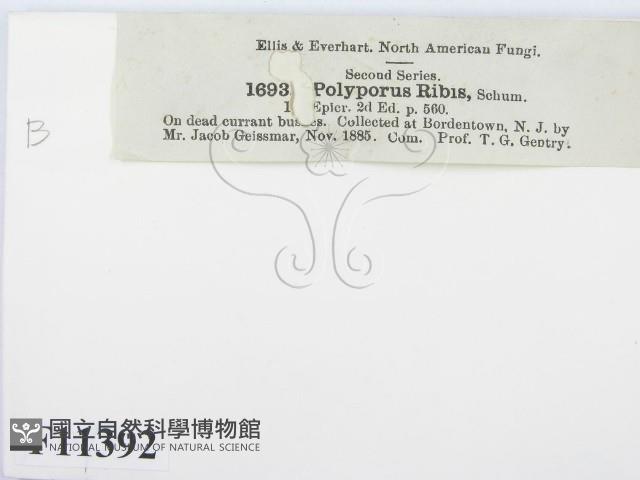 Ellis & Everhart. North American Fungi.
Second Series.
1693 Polyporus Ribis, Schum.
Epicr. 2d Ed. p. 560.
On dead currant Collected at Bordentown, N. J. by
Mr. Jacob Geissmar, Nov. 1885. Com. Prof. T. G. Gentry.
B
國立自然科學博物館
NATIONAL MUSEUM OF NATURAL SCIENCE
F11392